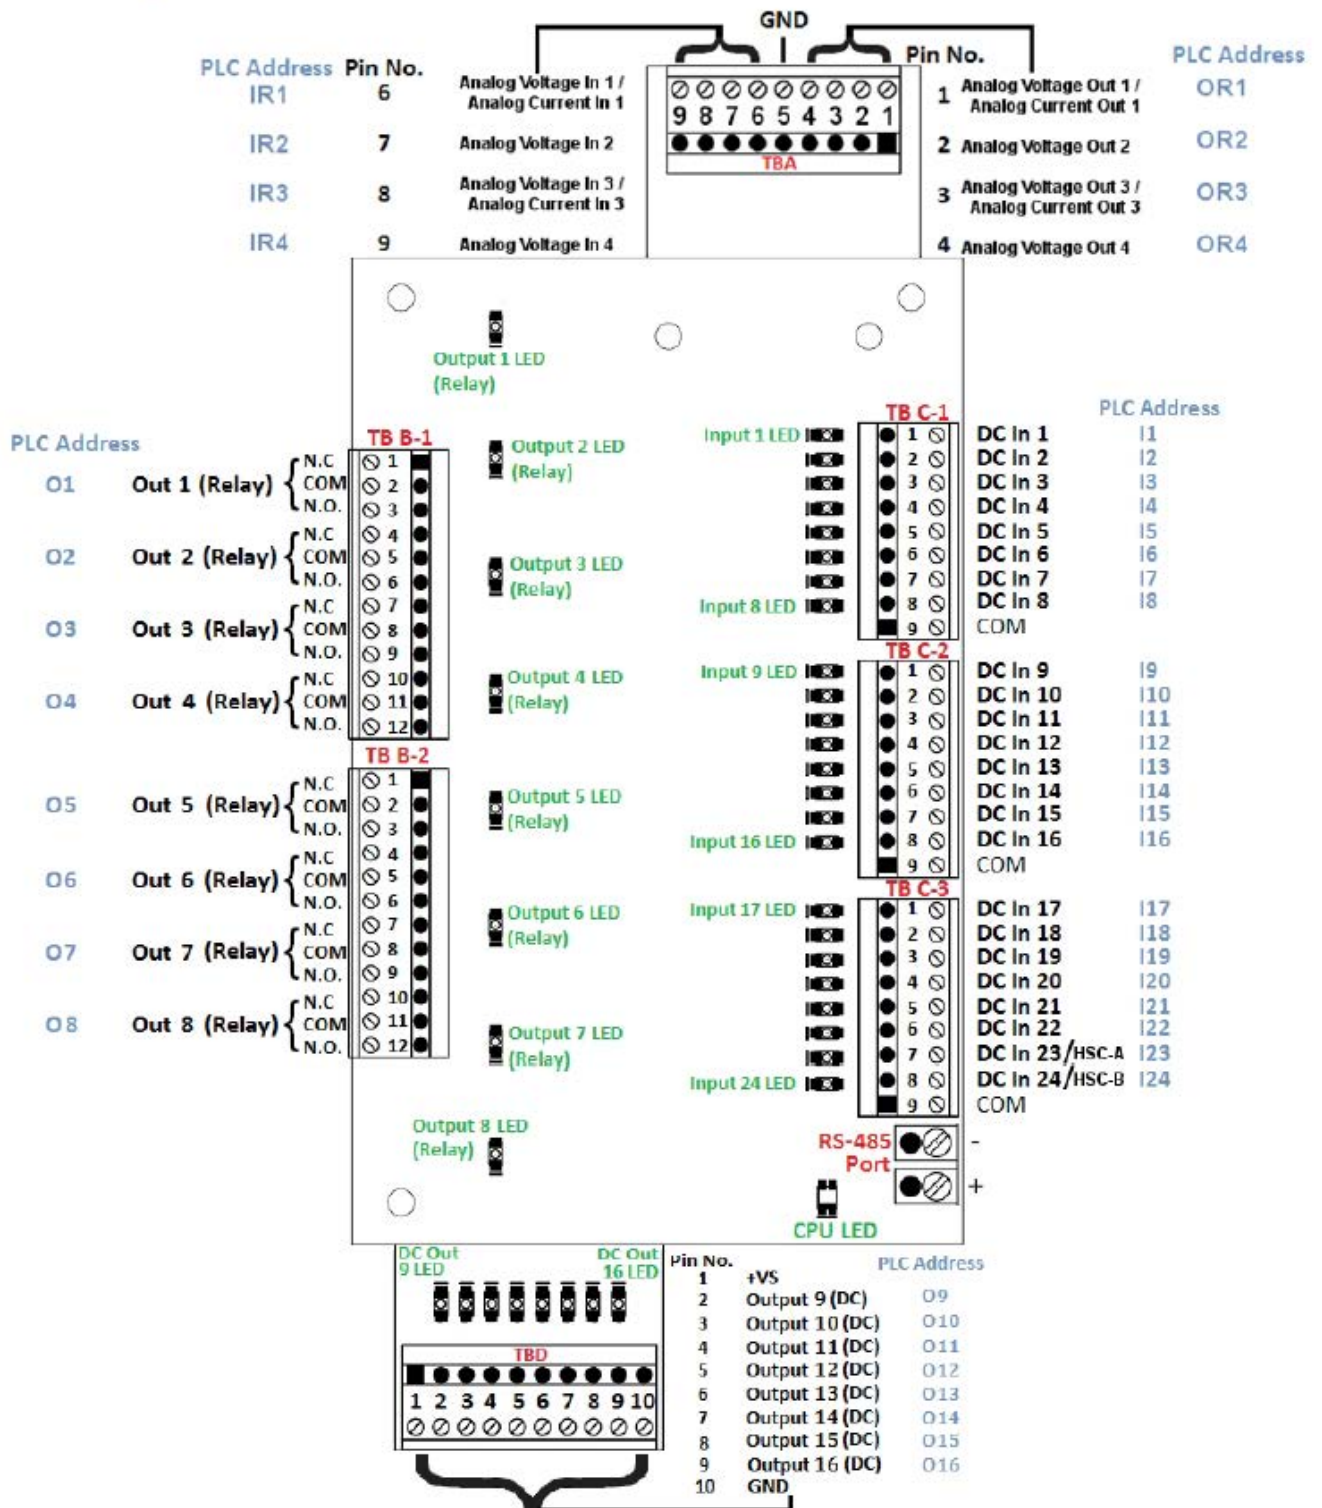 GND
PLC Address Pin No.
Pin No. PLC Address
IR1 6 Analog Voltage In 1 /
Analog Current In 1
IR2 7 Analog Voltage In 2
IR3 8 Analog Voltage In 3 /
Analog Current In 3
IR4 9 Analog Voltage In 4
9 8 7 6 5 4 3 2 1
TBA
1 Analog Voltage Out 1 /
Analog Current Out 1 OR1
2 Analog Voltage Out 2 OR2
3 Analog Voltage Out 3 /
Analog Current Out 3 OR3
4 Analog Voltage Out 4 OR4
PLC Address
TB B-1
O1 Out 1 (Relay) N.C 1
COM 2
N.O. 3
O2 Out 2 (Relay) N.C 4
COM 5
N.O. 6
O3 Out 3 (Relay) N.C 7
COM 8
N.O. 9
O4 Out 4 (Relay) N.C 10
COM 11
N.O. 12
TB B-2
O5 Out 5 (Relay) N.C 1
COM 2
N.O. 3
O6 Out 6 (Relay) N.C 4
COM 5
N.O. 6
O7 Out 7 (Relay) N.C 7
COM 8
N.O. 9
O8 Out 8 (Relay) N.C 10
COM 11
N.O. 12
Output 1 LED
(Relay)
Output 2 LED
(Relay)
Output 3 LED
(Relay)
Output 4 LED
(Relay)
Output 5 LED
(Relay)
Output 6 LED
(Relay)
Output 7 LED
(Relay)
Output 8 LED
(Relay)
PLC Address
TB C-1
Input 1 LED 1 DC In 1 I1
2 DC In 2 I2
3 DC In 3 I3
4 DC In 4 I4
5 DC In 5 I5
6 DC In 6 I6
7 DC In 7 I7
Input 8 LED 8 DC In 8 I8
9 COM
TB C-2
Input 9 LED 1 DC In 9 I9
2 DC In 10 I10
3 DC In 11 I11
4 DC In 12 I12
5 DC In 13 I13
6 DC In 14 I14
7 DC In 15 I15
Input 16 LED 8 DC In 16 I16
9 COM
TB C-3
Input 17 LED 1 DC In 17 I17
2 DC In 18 I18
3 DC In 19 I19
4 DC In 20 I20
5 DC In 21 I21
6 DC In 22 I22
7 DC In 23/HSC-A I23
Input 24 LED 8 DC In 24/HSC-B I24
9 COM
RS-485
Port
-
+
CPU LED
DC Out
9 LED
DC Out
16 LED
TBD
1 2 3 4 5 6 7 8 9 10
Pin No. PLC Address
1 +VS
2 Output 9 (DC) O9
3 Output 10 (DC) O10
4 Output 11 (DC) O11
5 Output 12 (DC) O12
6 Output 13 (DC) O13
7 Output 14 (DC) O14
8 Output 15 (DC) O15
9 Output 16 (DC) O16
10 GND